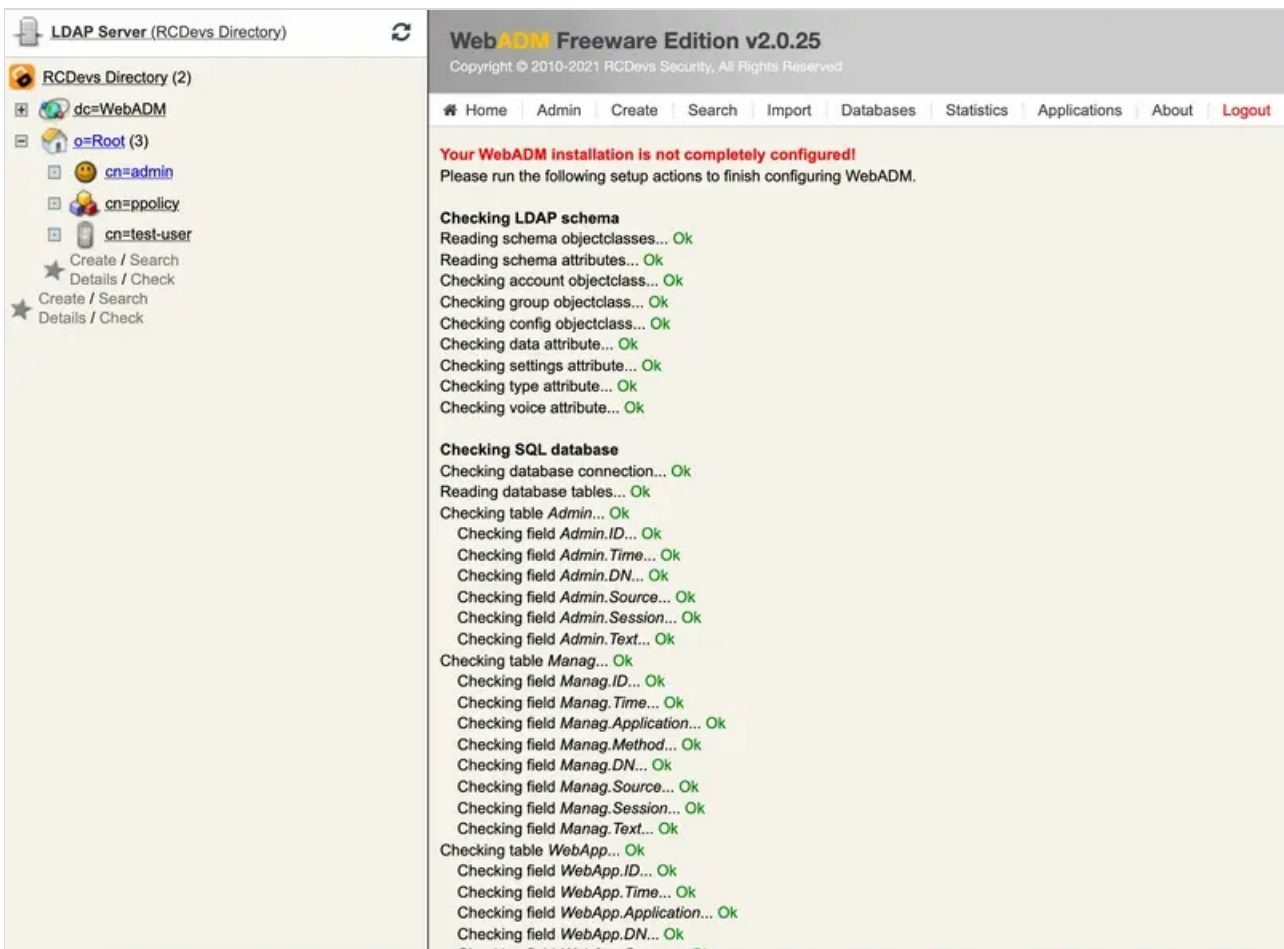 LDAP Server (RCDevs Directory)
RCDevs Directory (2)
dc=WebADM
o=Root (3)
cn=admin
cn=ppolicy
cn=test-user
Create / Search
Details / Check
Create / Search
Details / Check
WebADM Freeware Edition v2.0.25
Copyright © 2010-2021 RCDevs Security, All Rights Reserved
Home Admin Create Search Import Databases Statistics Applications About Logout
Your WebADM installation is not completely configured!
Please run the following setup actions to finish configuring WebADM.
Checking LDAP schema
Reading schema objectclasses... Ok
Reading schema attributes... Ok
Checking account objectclass... Ok
Checking group objectclass... Ok
Checking config objectclass... Ok
Checking data attribute... Ok
Checking settings attribute... Ok
Checking type attribute... Ok
Checking voice attribute... Ok
Checking SQL database
Checking database connection... Ok
Reading database tables... Ok
Checking table Admin... Ok
Checking field Admin.ID... Ok
Checking field Admin.Time... Ok
Checking field Admin.DN... Ok
Checking field Admin.Source... Ok
Checking field Admin.Session... Ok
Checking field Admin.Text... Ok
Checking table Manag... Ok
Checking field Manag.ID... Ok
Checking field Manag.Time... Ok
Checking field Manag.Application... Ok
Checking field Manag.Method... Ok
Checking field Manag.DN... Ok
Checking field Manag.Source... Ok
Checking field Manag.Session... Ok
Checking field Manag.Text... Ok
Checking table WebApp... Ok
Checking field WebApp.ID... Ok
Checking field WebApp.Time... Ok
Checking field WebApp.Application... Ok
Checking field WebApp.DN... Ok